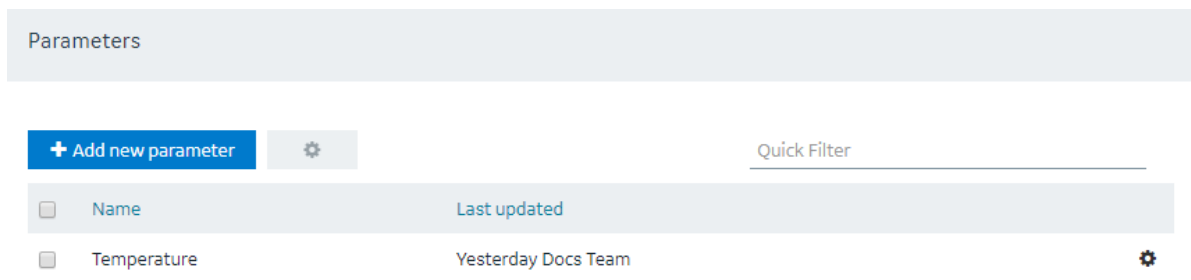 Parameters
Add new parameter Quick Filter
Name Last updated
Temperature Yesterday Docs Team